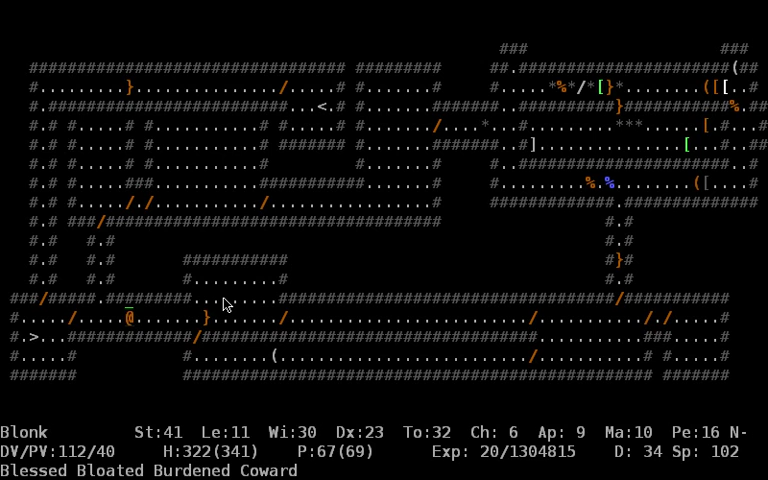 Blonk St:41 Le:11 Wi:30 Dx:23 To:32 Ch: 6 Ap: 9 Ma:10 Pe:16 N-
DV/PV:112/40 H:322(341) P:67(69) Exp: 20/1304815 D: 34 Sp: 102
Blessed Bloated Burdened Coward